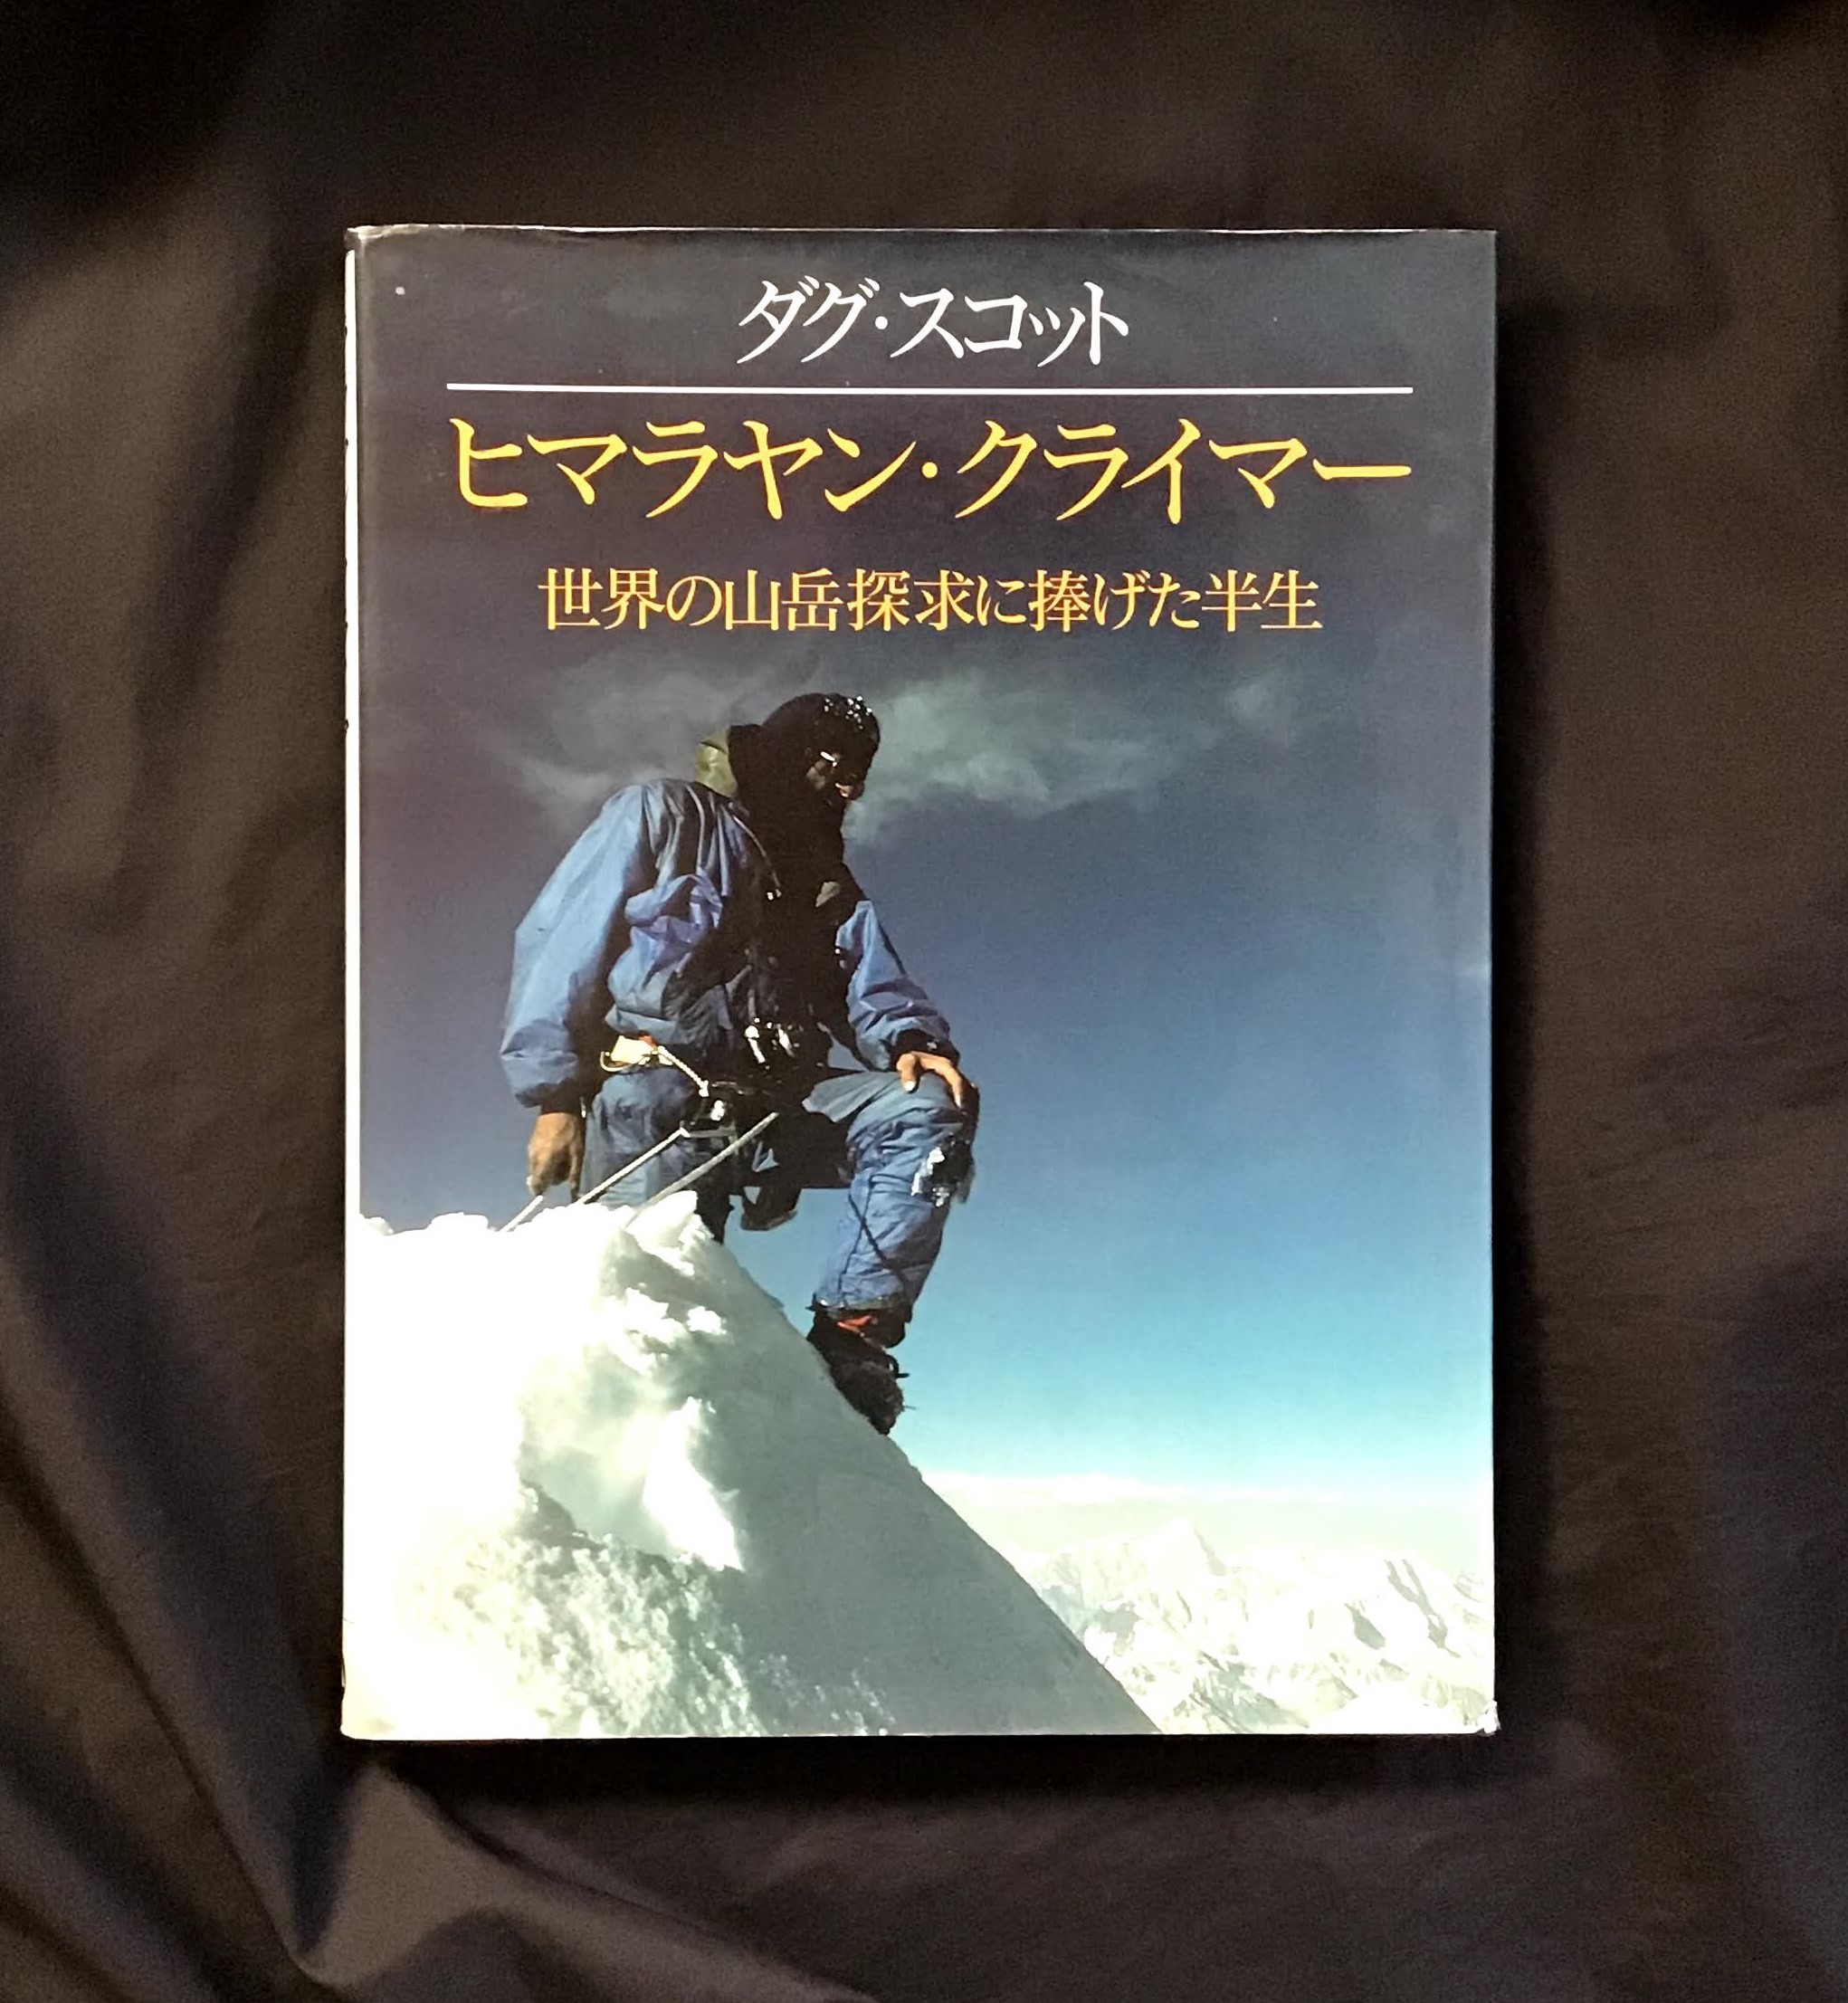 ダグ・スコット
ヒマラヤン・クライマー
世界の山岳探求に捧げた半生